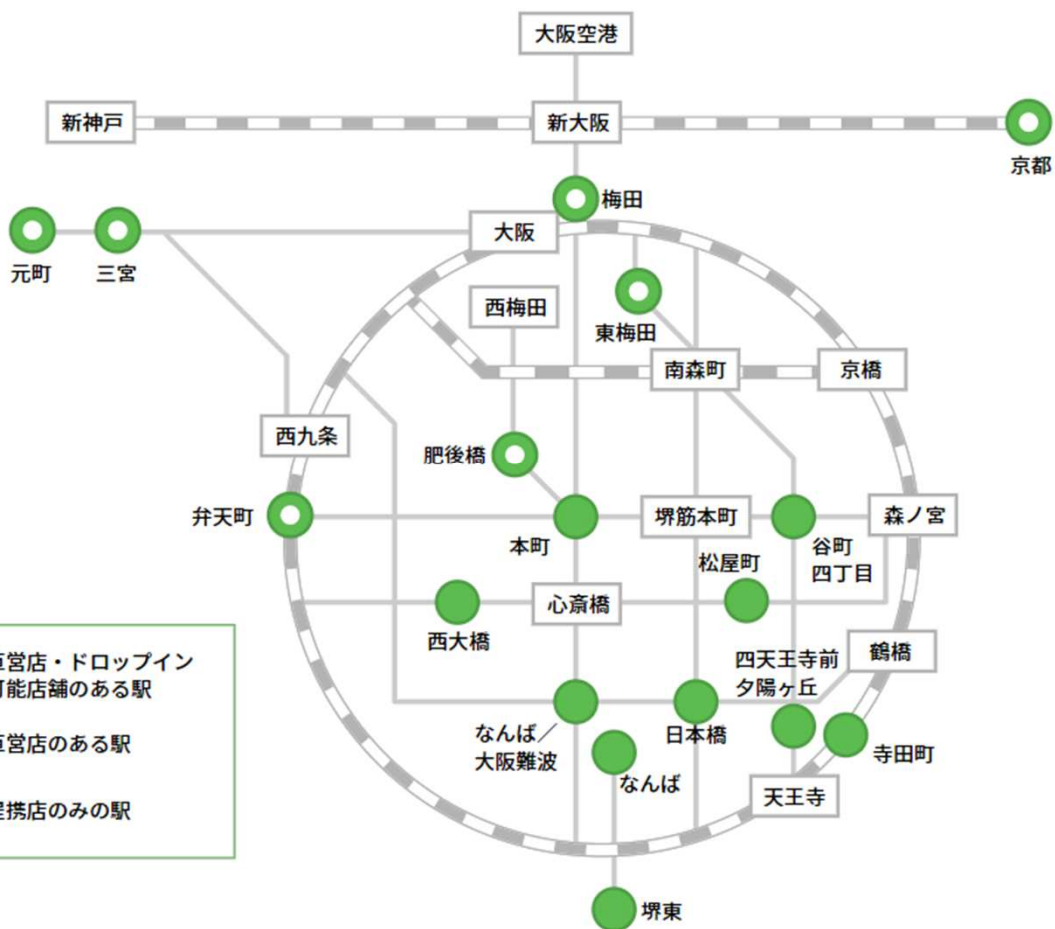 大阪空港
新神戸
新大阪
京都
梅田
大阪
元町
三宮
西梅田
東梅田
南森町
京橋
西九条
肥後橋
弁天町
本町
堺筋本町
谷町
四丁目
森ノ宮
松屋町
西大橋
心斎橋
四天王寺前
夕陽ヶ丘
鶴橋
なんば／
大阪難波
日本橋
なんば
寺田町
天王寺
堺東
営店・ドロップイン
能店舗のある駅
営店のある駅
携店のみの駅